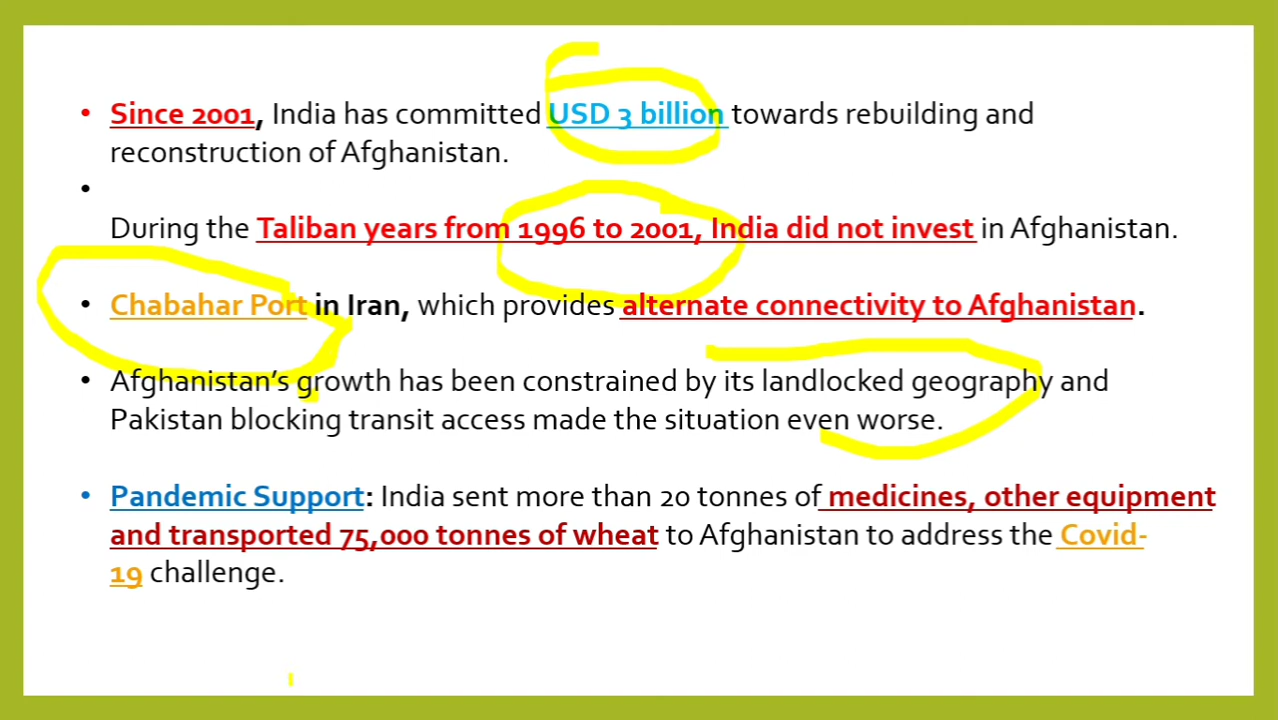 • Since 2001, India has committed USD 3 billion towards rebuilding and
reconstruction of Afghanistan.
•
During the Taliban years from 1996 to 2001, India did not invest in Afghanistan.
• Chabahar Port in Iran, which provides alternate connectivity to Afghanistan.
• Afghanistan's growth has been constrained by its landlocked geography and
Pakistan blocking transit access made the situation even worse.
• Pandemic Support: India sent more than 20 tonnes of medicines, other equipment
and transported 75,000 tonnes of wheat to Afghanistan to address the Covid-
19 challenge.